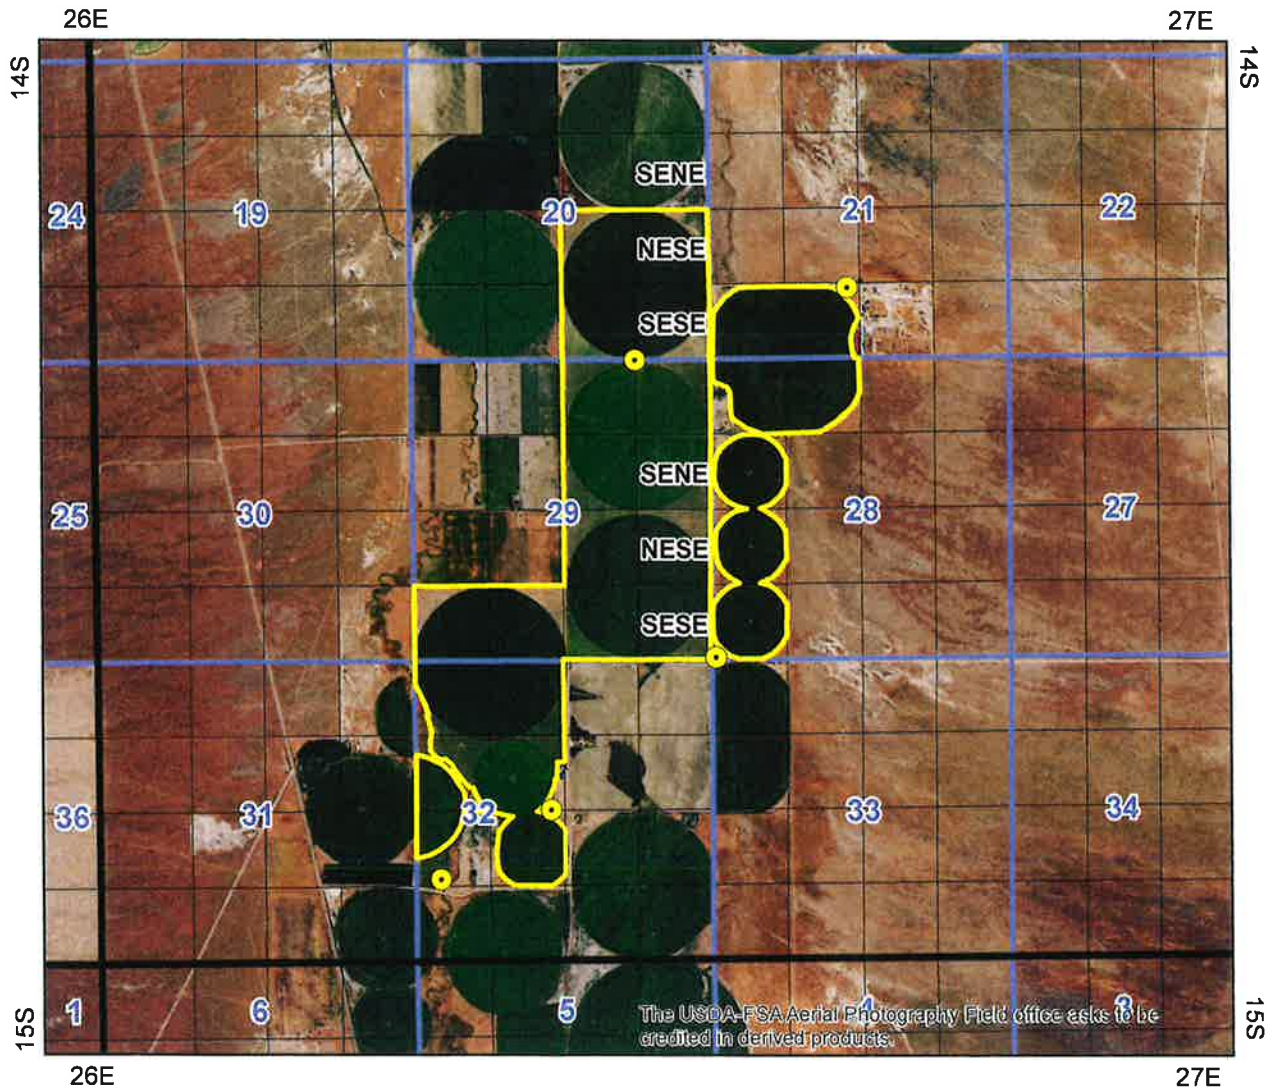 26E 27E
14S 14S
SENE
24 19 20 21 22
NESE
SESE
SENE
25 30 29 28 27
NESE
SESE
36 31 32 33 34
15S 1 6 5 4 3 15S
The USDA-FSA Aerial Photography Field office asks to be
credited in derived products.
26E 27E